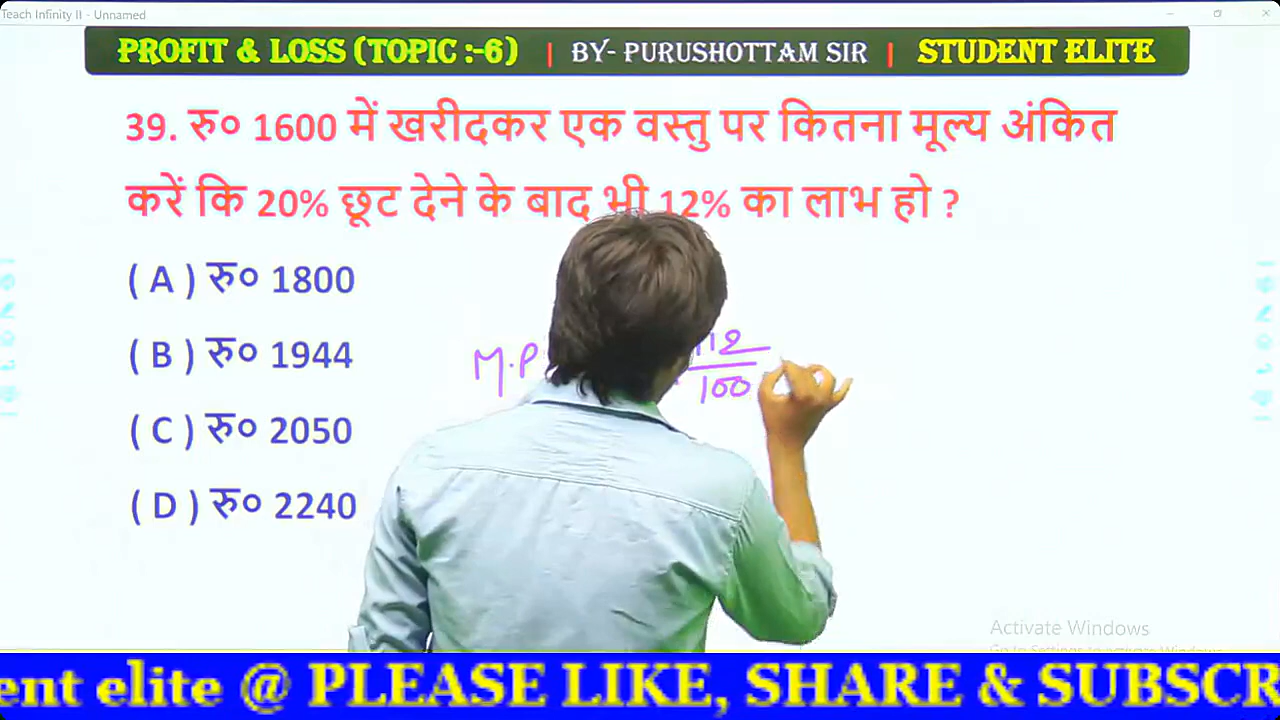 Teach Infinity II - Unnamed
PROFIT & LOSS (TOPIC :-6) | BY- PURUSHOTTAM SIR | STUDENT ELITE
39. रु० 1600 में खरीदकर एक वस्तु पर कितना मूल्य अंकित
करें कि 20% छूट देने के बाद भी 12% का लाभ हो ?
( A ) रु० 1800
( B ) रु० 1944
( C ) रु० 2050
( D ) रु० 2240
M.P
112
100
Activate Windows
ent elite @ PLEASE LIKE, SHARE & SUBSCR